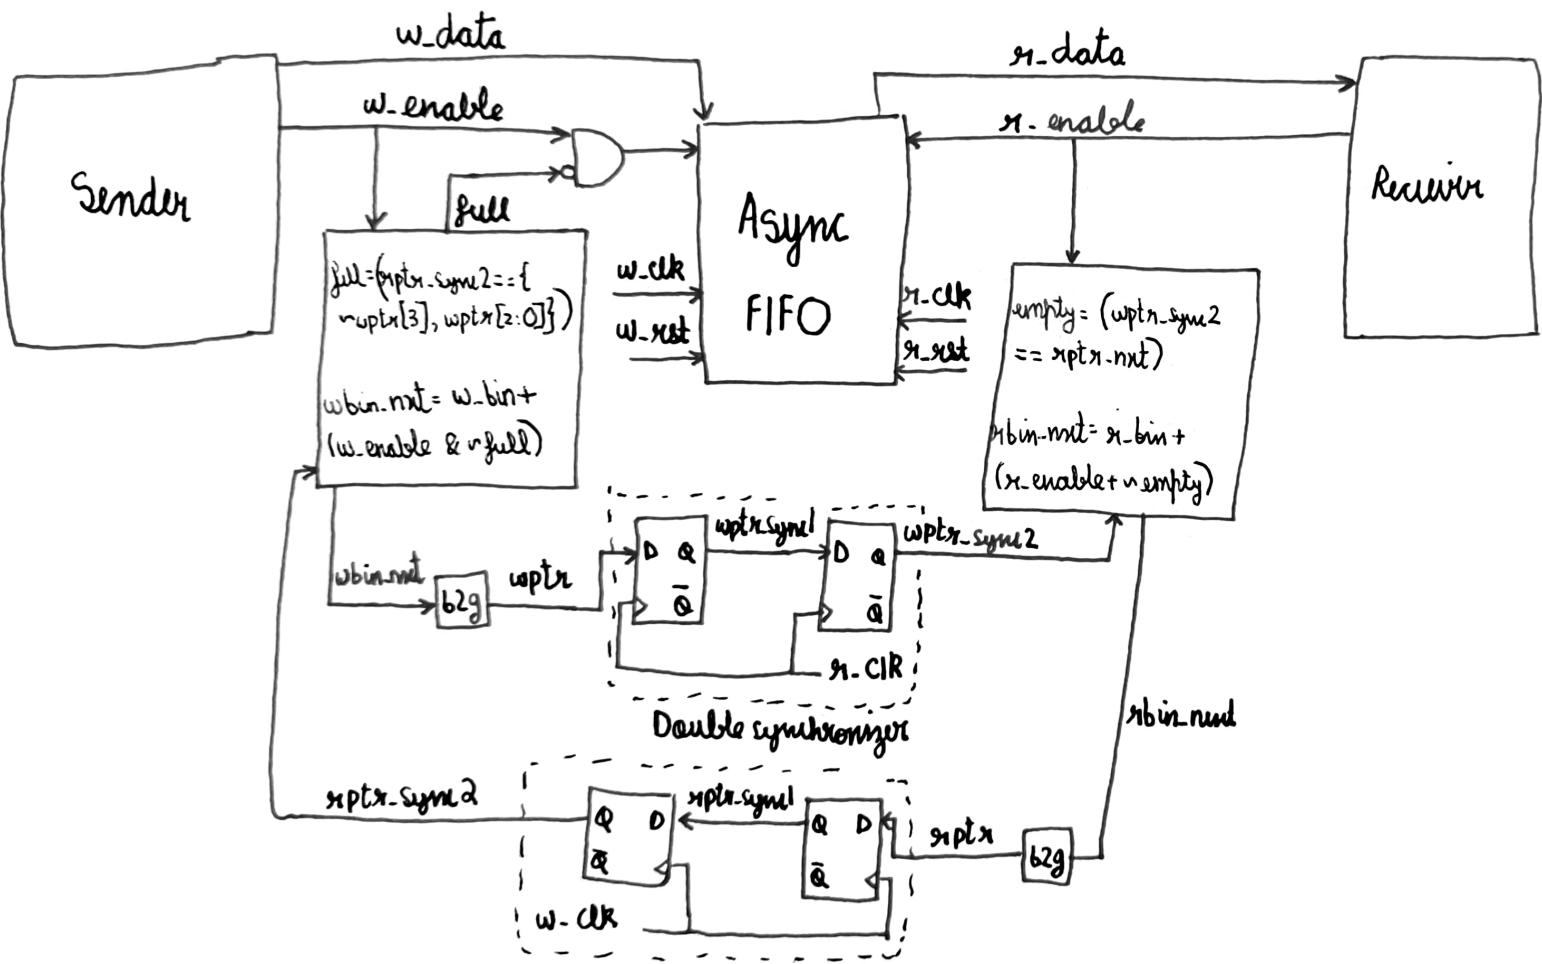 w_data
r_data
w_enable
r_enable
Sender
Reciever
full
Async
FIFO
w_clk
w_rst
r_clk
r_rst
full=(rptr_sync2=={
~wptr[3], wptr[2:0]})
wbin_nxt= w_bin+
(w_enable & ~full)
empty= (wptr_sync2
== rptr_nxt)
rbin_nxt= r_bin+
(r_enable+ ~empty)
wbin_nxt
b2g
wptr
D Q
Q̅
wptr_sync1
D Q
Q̅
wptr_sync2
r_clk
Double synchronizer
rbin_next
rptr_sync2
Q D
Q̅
rptr_sync1
Q D
Q̅
rptr
b2g
w_clk